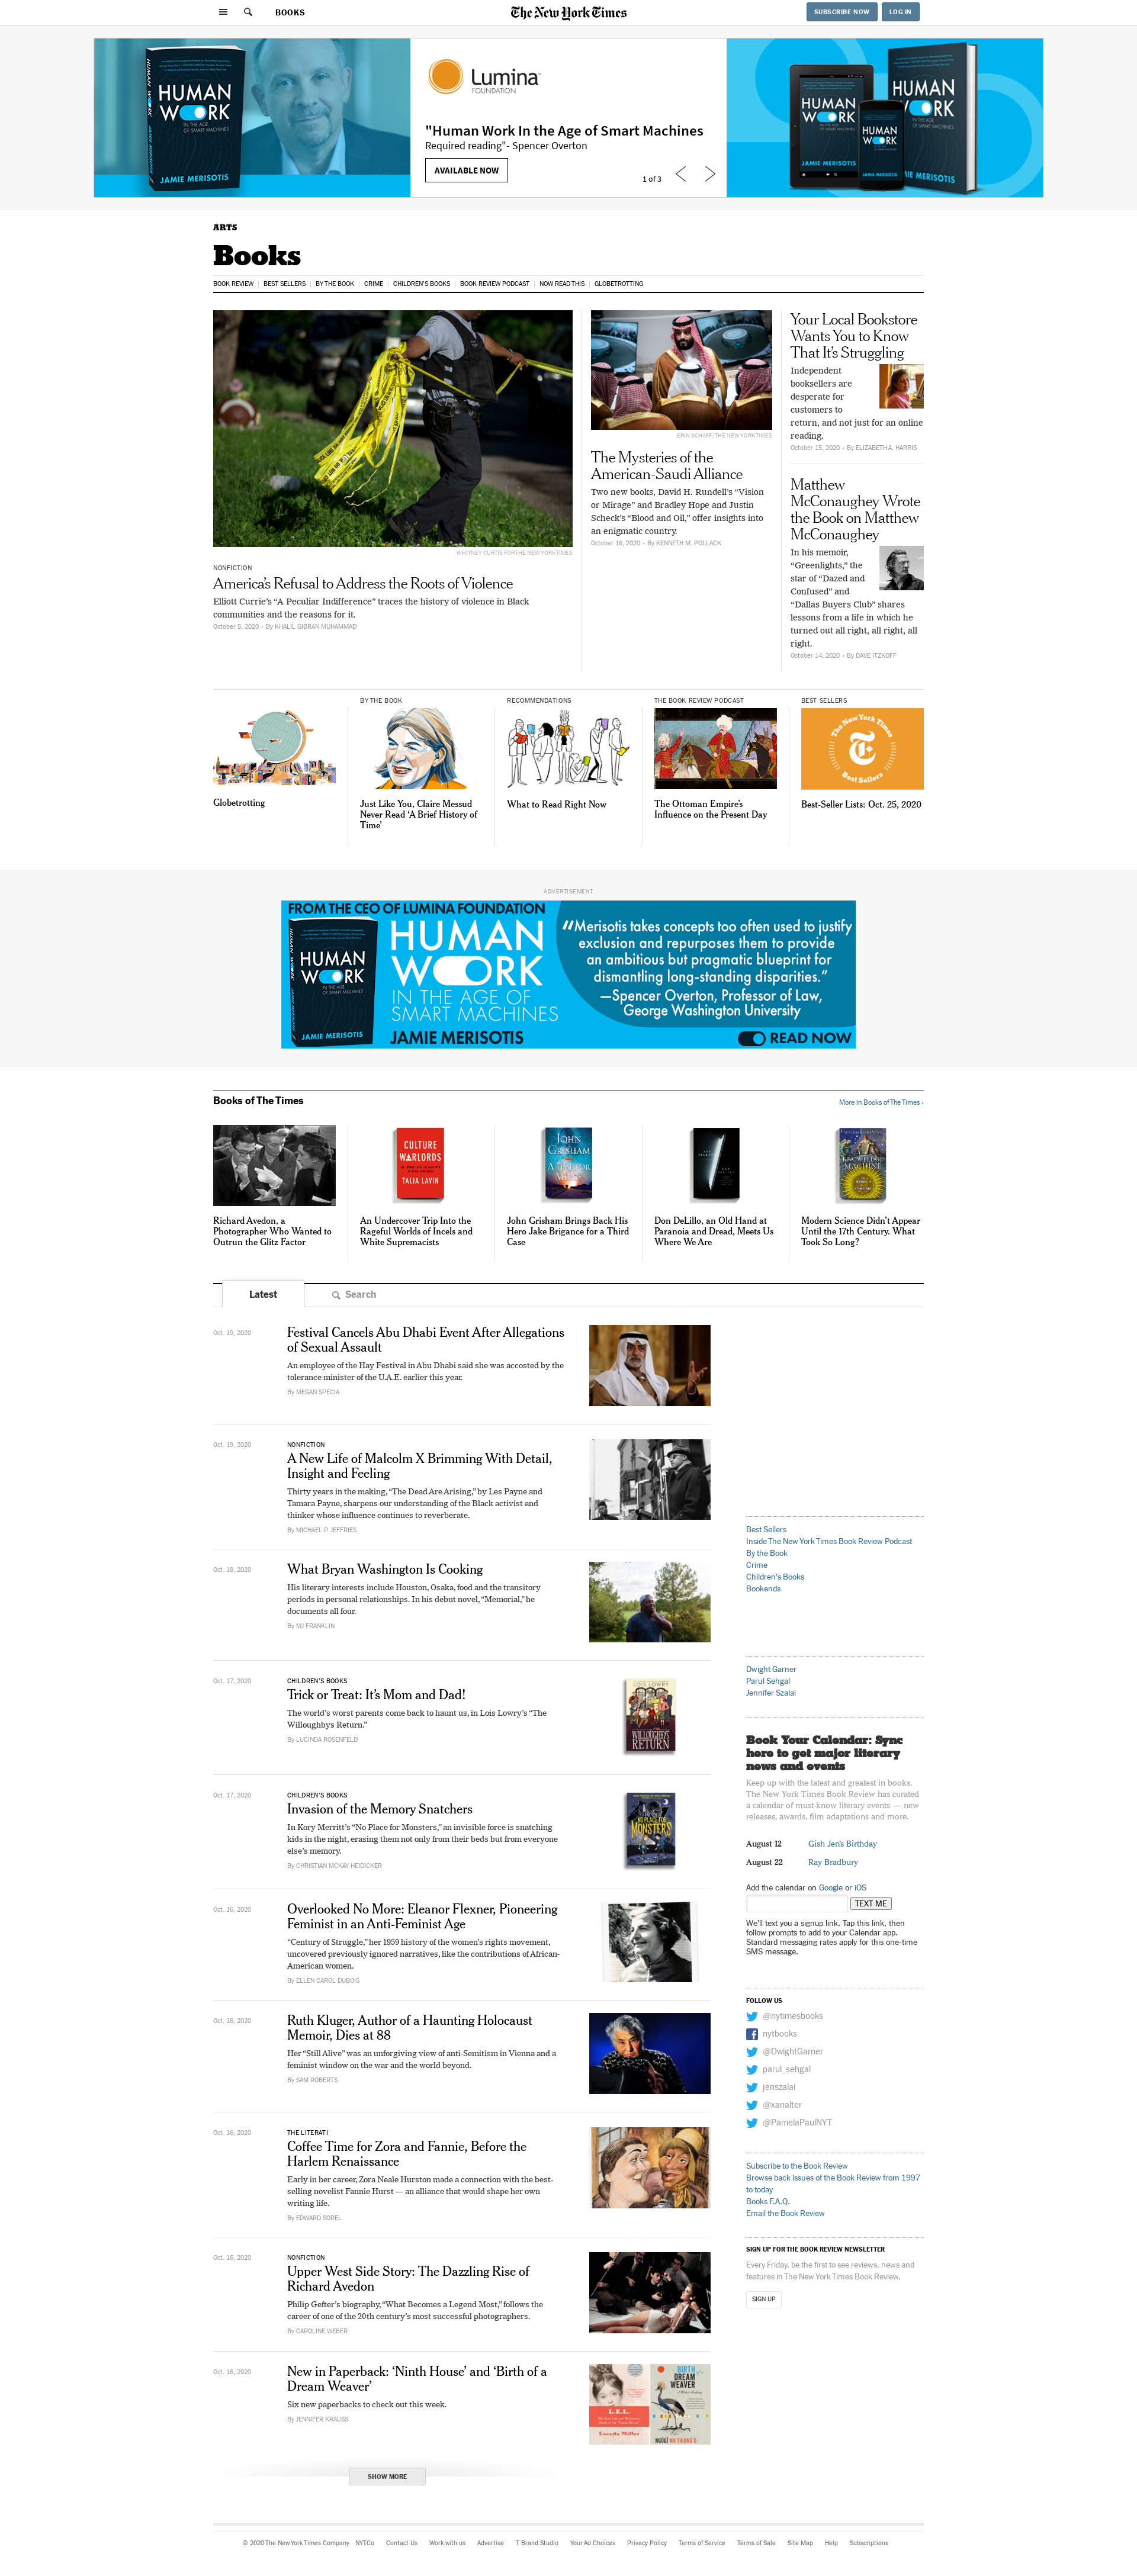 BOOKS
The New York Times
SUBSCRIBE NOW
LOG IN
HUMAN
WORK
IN THE AGE OF
SMART MACHINES
JAMIE MERISOTIS
Lumina
FOUNDATION
"Human Work In the Age of Smart Machines
Required reading"- Spencer Overton
AVAILABLE NOW
1 of 3
HUMAN
WORK
JAMIE MERISOTIS
ARTS
Books
BOOK REVIEW
BEST SELLERS
BY THE BOOK
CRIME
CHILDREN'S BOOKS
BOOK REVIEW PODCAST
NOW READ THIS
GLOBETROTTING
WHITNEY CURTIS FOR THE NEW YORK TIMES
NONFICTION
America's Refusal to Address the Roots of Violence
Elliott Currie's “A Peculiar Indifference” traces the history of violence in Black
communities and the reasons for it.
October 5, 2020 • By KHALIL GIBRAN MUHAMMAD
ERIN SCHAFF/THE NEW YORK TIMES
The Mysteries of the
American-Saudi Alliance
Two new books, David H. Rundell's “Vision
or Mirage” and Bradley Hope and Justin
Scheck's “Blood and Oil,” offer insights into
an enigmatic country.
October 16, 2020 • By KENNETH M. POLLACK
Your Local Bookstore
Wants You to Know
That It's Struggling
Independent
booksellers are
desperate for
customers to
return, and not just for an online
reading.
October 15, 2020 • By ELIZABETH A. HARRIS
Matthew
McConaughey Wrote
the Book on Matthew
McConaughey
In his memoir,
“Greenlights,” the
star of “Dazed and
Confused” and
“Dallas Buyers Club” shares
lessons from a life in which he
turned out all right, all right, all
right.
October 14, 2020 • By DAVE ITZKOFF
Globetrotting
BY THE BOOK
Just Like You, Claire Messud
Never Read ‘A Brief History of
Time’
RECOMMENDATIONS
What to Read Right Now
THE BOOK REVIEW PODCAST
The Ottoman Empire's
Influence on the Present Day
BEST SELLERS
The New York Times
Best Sellers
Best-Seller Lists: Oct. 25, 2020
ADVERTISEMENT
FROM THE CEO OF LUMINA FOUNDATION
HUMAN
WORK
IN THE AGE OF
SMART MACHINES
JAMIE MERISOTIS
HUMAN
WORK
IN THE AGE OF
SMART MACHINES
JAMIE MERISOTIS
“Merisotis takes concepts too often used to justify
exclusion and repurposes them to provide
an ambitious but pragmatic blueprint for
dismantling long-standing disparities.”
—Spencer Overton, Professor of Law,
George Washington University
READ NOW
Books of The Times
More in Books of The Times ›
Richard Avedon, a
Photographer Who Wanted to
Outrun the Glitz Factor
CULTURE
WARLORDS
TALIA LAVIN
An Undercover Trip Into the
Rageful Worlds of Incels and
White Supremacists
JOHN
GRISHAM
A TIME FOR
MERCY
John Grisham Brings Back His
Hero Jake Brigance for a Third
Case
Don DeLillo, an Old Hand at
Paranoia and Dread, Meets Us
Where We Are
KNOWLEDGE
MACHINE
Modern Science Didn't Appear
Until the 17th Century. What
Took So Long?
Latest
Search
Oct. 19, 2020
Festival Cancels Abu Dhabi Event After Allegations
of Sexual Assault
An employee of the Hay Festival in Abu Dhabi said she was accosted by the
tolerance minister of the U.A.E. earlier this year.
By MEGAN SPECIA
Oct. 19, 2020
NONFICTION
A New Life of Malcolm X Brimming With Detail,
Insight and Feeling
Thirty years in the making, “The Dead Are Arising,” by Les Payne and
Tamara Payne, sharpens our understanding of the Black activist and
thinker whose influence continues to reverberate.
By MICHAEL P. JEFFRIES
Oct. 18, 2020
What Bryan Washington Is Cooking
His literary interests include Houston, Osaka, food and the transitory
periods in personal relationships. In his debut novel, “Memorial,” he
documents all four.
By MJ FRANKLIN
Oct. 17, 2020
CHILDREN'S BOOKS
Trick or Treat: It's Mom and Dad!
The world's worst parents come back to haunt us, in Lois Lowry's “The
Willoughbys Return.”
By LUCINDA ROSENFELD
LOIS LOWRY
WILLOUGHBYS
RETURN
Oct. 17, 2020
CHILDREN'S BOOKS
Invasion of the Memory Snatchers
In Kory Merritt's “No Place for Monsters,” an invisible force is snatching
kids in the night, erasing them not only from their beds but from everyone
else's memory.
By CHRISTIAN MCKAY HEIDICKER
NO PLACE FOR
MONSTERS
Oct. 16, 2020
Overlooked No More: Eleanor Flexner, Pioneering
Feminist in an Anti-Feminist Age
“Century of Struggle,” her 1959 history of the women's rights movement,
uncovered previously ignored narratives, like the contributions of African-
American women.
By ELLEN CAROL DUBOIS
Oct. 16, 2020
Ruth Kluger, Author of a Haunting Holocaust
Memoir, Dies at 88
Her “Still Alive” was an unforgiving view of anti-Semitism in Vienna and a
feminist window on the war and the world beyond.
By SAM ROBERTS
Oct. 16, 2020
THE LITERATI
Coffee Time for Zora and Fannie, Before the
Harlem Renaissance
Early in her career, Zora Neale Hurston made a connection with the best-
selling novelist Fannie Hurst — an alliance that would shape her own
writing life.
By EDWARD SOREL
Oct. 16, 2020
NONFICTION
Upper West Side Story: The Dazzling Rise of
Richard Avedon
Philip Gefter's biography, “What Becomes a Legend Most,” follows the
career of one of the 20th century's most successful photographers.
By CAROLINE WEBER
Oct. 16, 2020
New in Paperback: ‘Ninth House’ and ‘Birth of a
Dream Weaver’
Six new paperbacks to check out this week.
By JENNIFER KRAUSS
L.E.L.
Lucasta Miller
BIRTH
DREAM
WEAVER
NGŨGĨ WA THIONG'O
SHOW MORE
Best Sellers
Inside The New York Times Book Review Podcast
By the Book
Crime
Children's Books
Bookends
Dwight Garner
Parul Sehgal
Jennifer Szalai
Book Your Calendar: Sync
here to get major literary
news and events
Keep up with the latest and greatest in books.
The New York Times Book Review has curated
a calendar of must-know literary events — new
releases, awards, film adaptations and more.
August 12 Gish Jen's Birthday
August 22 Ray Bradbury
Add the calendar on Google or iOS
TEXT ME
We'll text you a signup link. Tap this link, then
follow prompts to add to your Calendar app.
Standard messaging rates apply for this one-time
SMS message.
FOLLOW US
@nytimesbooks
nytbooks
@DwightGarner
parul_sehgal
jenszalai
@xanalter
@PamelaPaulNYT
Subscribe to the Book Review
Browse back issues of the Book Review from 1997
to today
Books F.A.Q.
Email the Book Review
SIGN UP FOR THE BOOK REVIEW NEWSLETTER
Every Friday, be the first to see reviews, news and
features in The New York Times Book Review.
SIGN UP
© 2020 The New York Times Company
NYTCo
Contact Us
Work with us
Advertise
T Brand Studio
Your Ad Choices
Privacy Policy
Terms of Service
Terms of Sale
Site Map
Help
Subscriptions